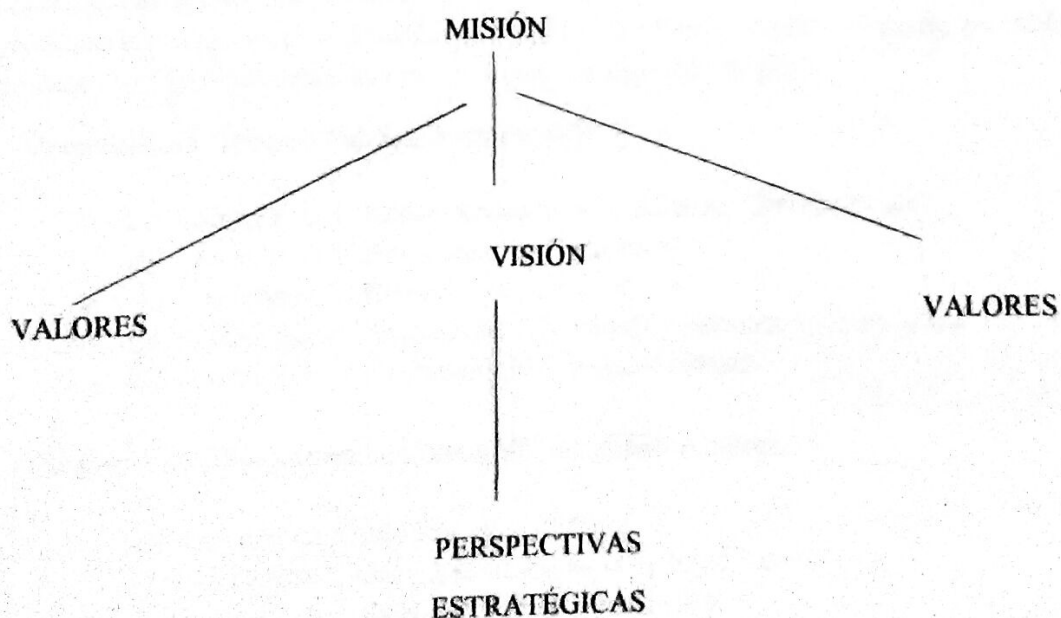 MISIÓN
VISIÓN
VALORES
VALORES
PERSPECTIVAS
ESTRATÉGICAS